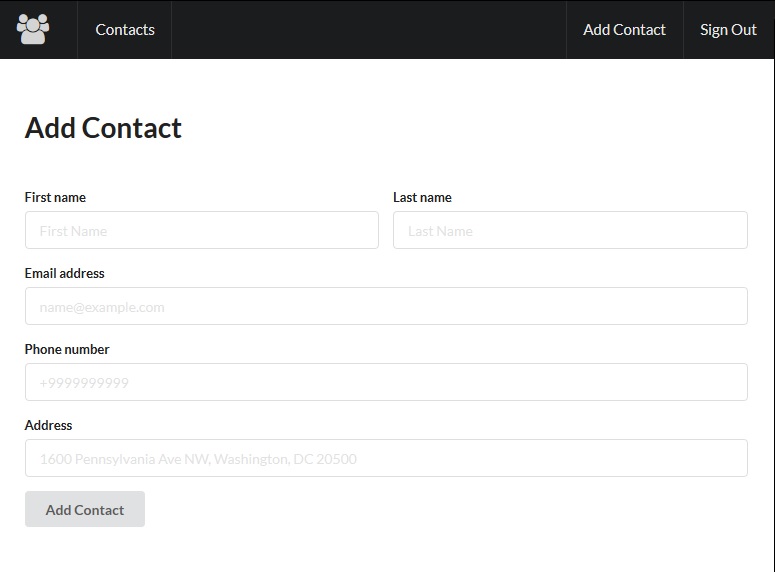 Contacts Add Contact Sign Out
Add Contact
First name Last name
First Name Last Name
Email address
name@example.com
Phone number
+9999999999
Address
1600 Pennsylvania Ave NW, Washington, DC 20500
Add Contact